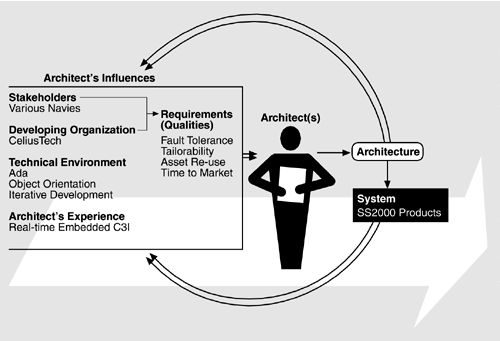 Architect's Influences
Stakeholders
Various Navies
Developing Organization
CeliusTech
Technical Environment
Ada
Object Orientation
Iterative Development
Architect's Experience
Real-time Embedded C3I
Requirements
(Qualities)
Fault Tolerance
Tailorability
Asset Re-use
Time to Market
Architect(s)
Architecture
System
SS2000 Products